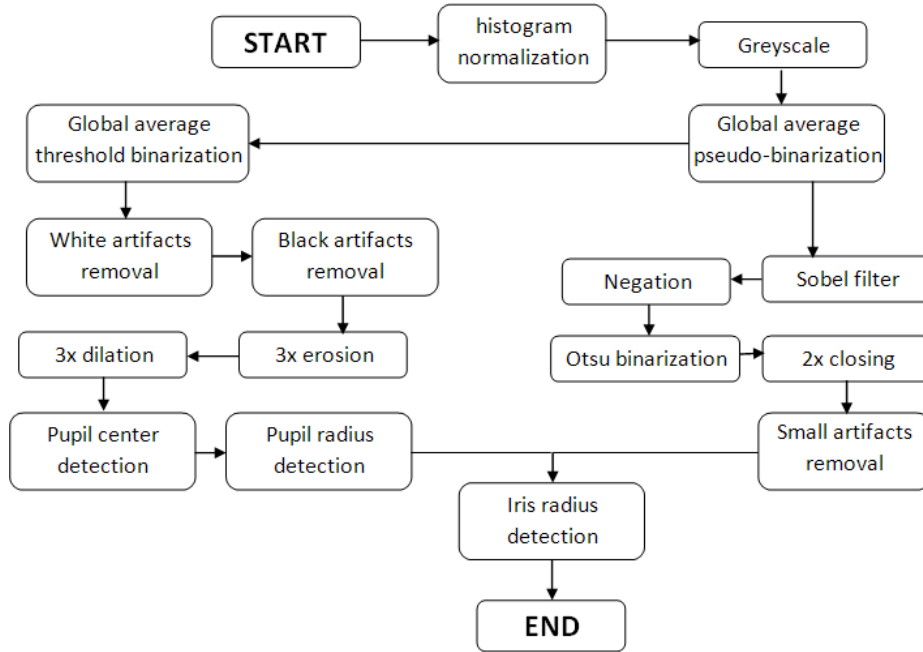 START
histogram
normalization
Greyscale
Global average
threshold binarization
Global average
pseudo-binarization
White artifacts
removal
Black artifacts
removal
Negation
Sobel filter
3x dilation
3x erosion
Otsu binarization
2x closing
Pupil center
detection
Pupil radius
detection
Small artifacts
removal
Iris radius
detection
END